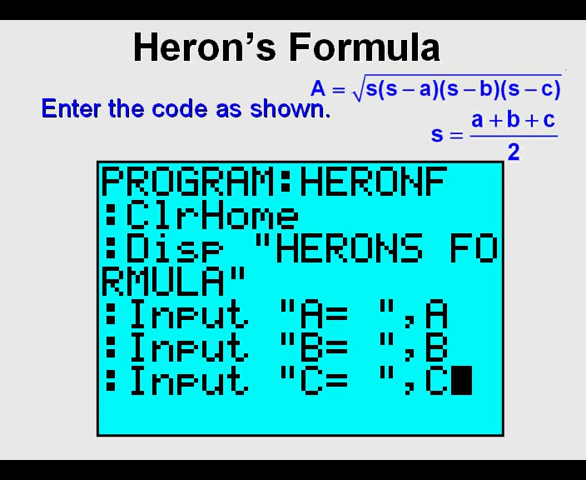 Heron's Formula
A = √s(s – a)(s – b)(s – c)
Enter the code as shown.
s = a + b + c
2
PROGRAM:HERONF
:ClrHome
:Disp "HERONS FO
RMULA"
:Input "A= ",A
:Input "B= ",B
:Input "C= ",C